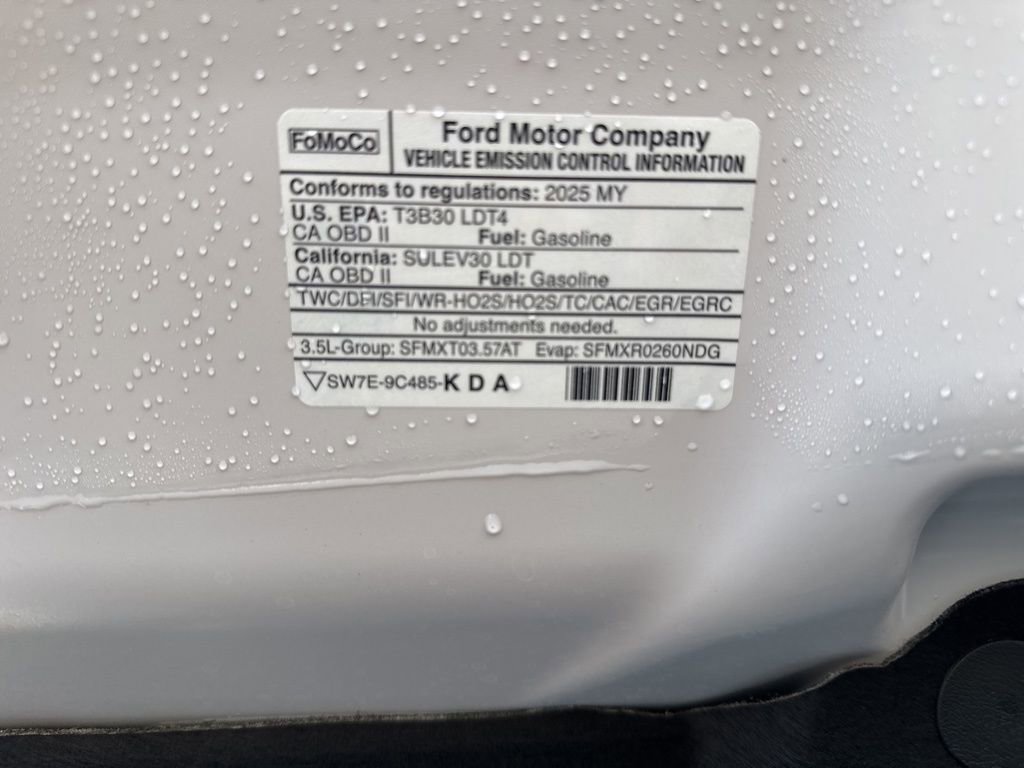 FoMoCo
Ford Motor Company
VEHICLE EMISSION CONTROL INFORMATION
Conforms to regulations: 2025 MY
U.S. EPA: T3B30 LDT4
CA OBD II Fuel: Gasoline
California: SULEV30 LDT
CA OBD II Fuel: Gasoline
TWC/DFI/SFI/WR-HO2S/HO2S/TC/CAC/EGR/EGRC
No adjustments needed.
3.5L-Group: SFMXT03.57AT Evap: SFMXR0260NDG
SW7E-9C485-K D A